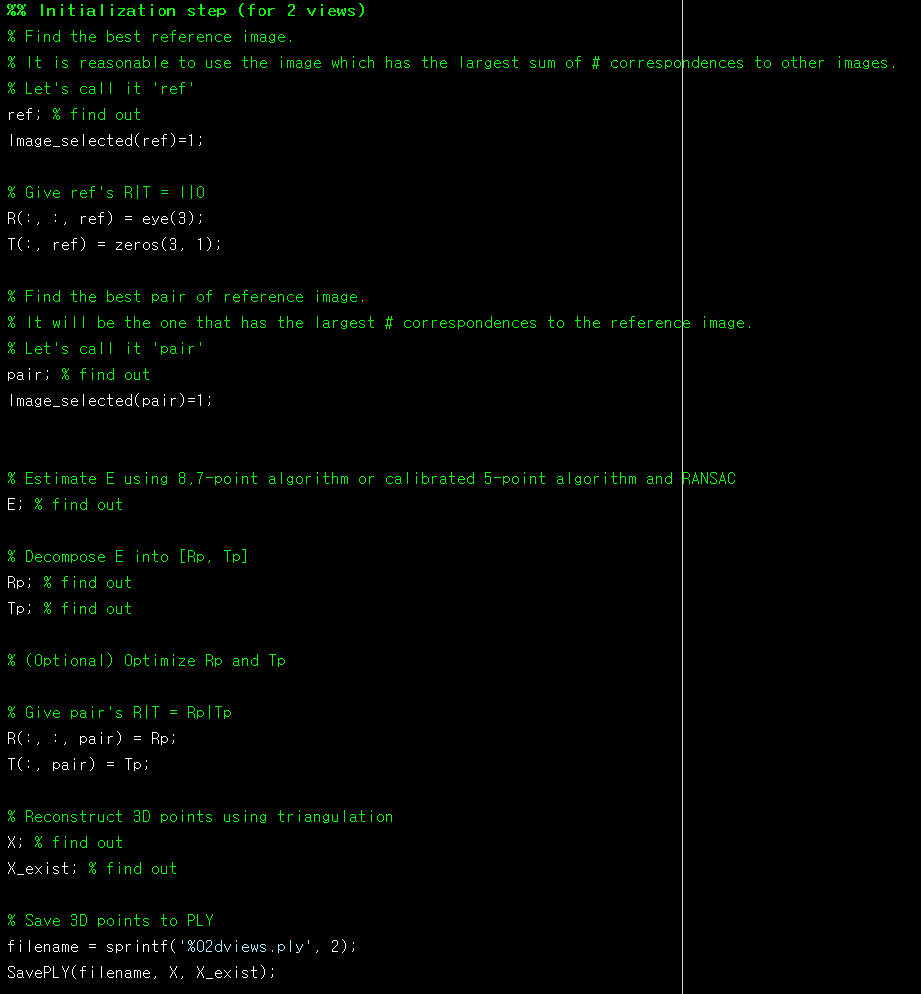 %% Initialization step (for 2 views)
% Find the best reference image.
% It is reasonable to use the image which has the largest sum of # correspondences to other images.
% Let's call it 'ref'
ref; % find out
Image_selected(ref)=1;
% Give ref's R|T = I|0
R(:, :, ref) = eye(3);
T(:, ref) = zeros(3, 1);
% Find the best pair of reference image.
% It will be the one that has the largest # correspondences to the reference image.
% Let's call it 'pair'
pair; % find out
Image_selected(pair)=1;
% Estimate E using 8,7-point algorithm or calibrated 5-point algorithm and RANSAC
E; % find out
% Decompose E into [Rp, Tp]
Rp; % find out
Tp; % find out
% (Optional) Optimize Rp and Tp
% Give pair's R|T = Rp|Tp
R(:, :, pair) = Rp;
T(:, pair) = Tp;
% Reconstruct 3D points using triangulation
X; % find out
X_exist; % find out
% Save 3D points to PLY
filename = sprintf('%02dviews.ply', 2);
SavePLY(filename, X, X_exist);